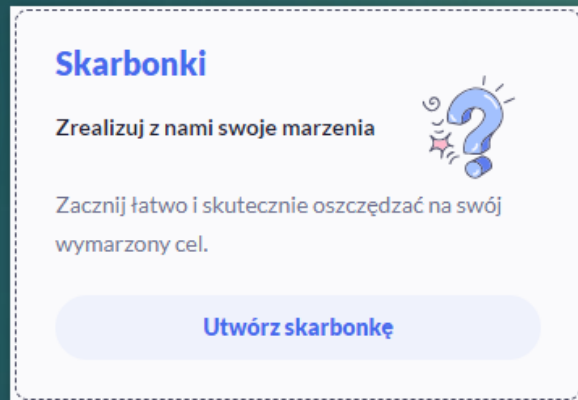 Skarbonki
Zrealizuj z nami swoje marzenia
Zacznij łatwo i skutecznie oszczędzać na swój
wymarzony cel.
Utwórz skarbonkę